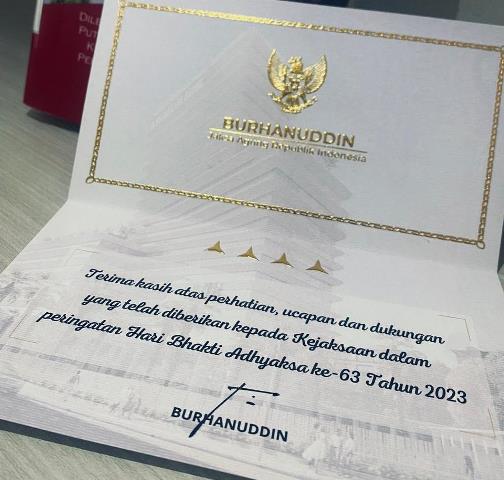 BURHANUDDIN
Jaksa Agung Republik Indonesia
Terima kasih atas perhatian, ucapan dan dukungan
yang telah diberikan kepada Kejaksaan dalam
peringatan Hari Bhakti Adhyaksa ke-63 Tahun 2023
BURHANUDDIN